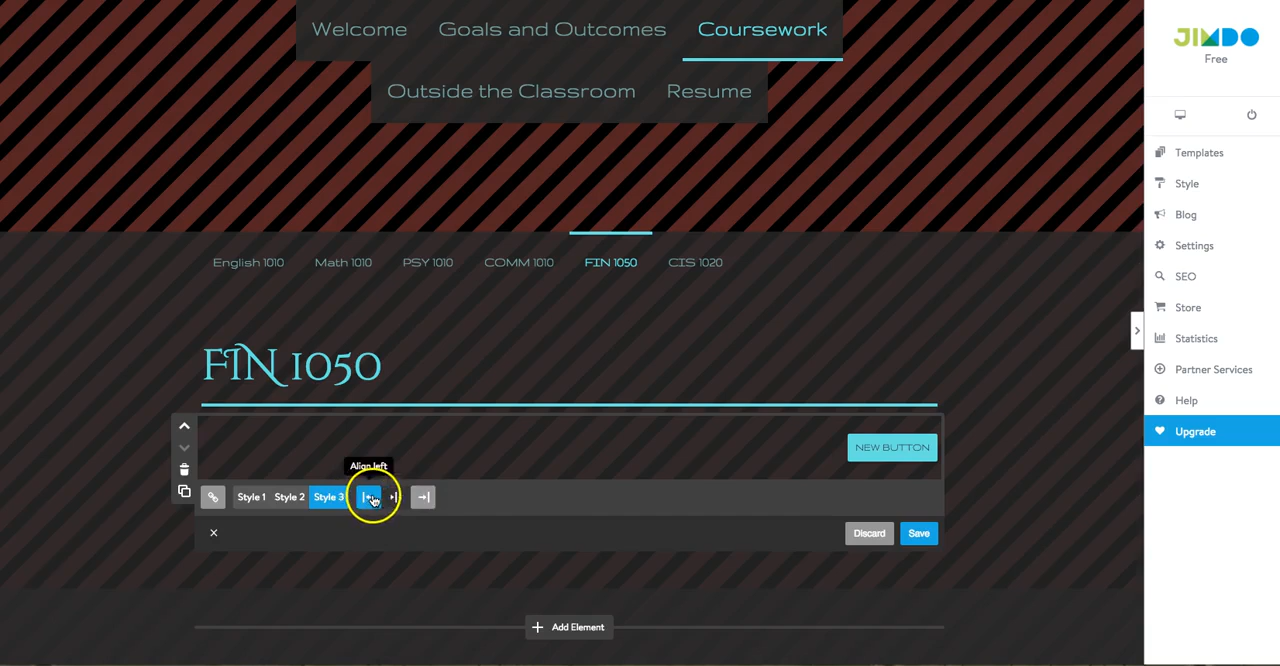 Welcome Goals and Outcomes Coursework
Outside the Classroom Resume
English 1010 Math 1010 PSY 1010 COMM 1010 FIN 1050 CIS 1020
FIN 1050
NEW BUTTON
Align left
Style 1 Style 2 Style 3
Discard Save
Add Element
JIMDO
Free
Templates
Style
Blog
Settings
SEO
Store
Statistics
Partner Services
Help
Upgrade